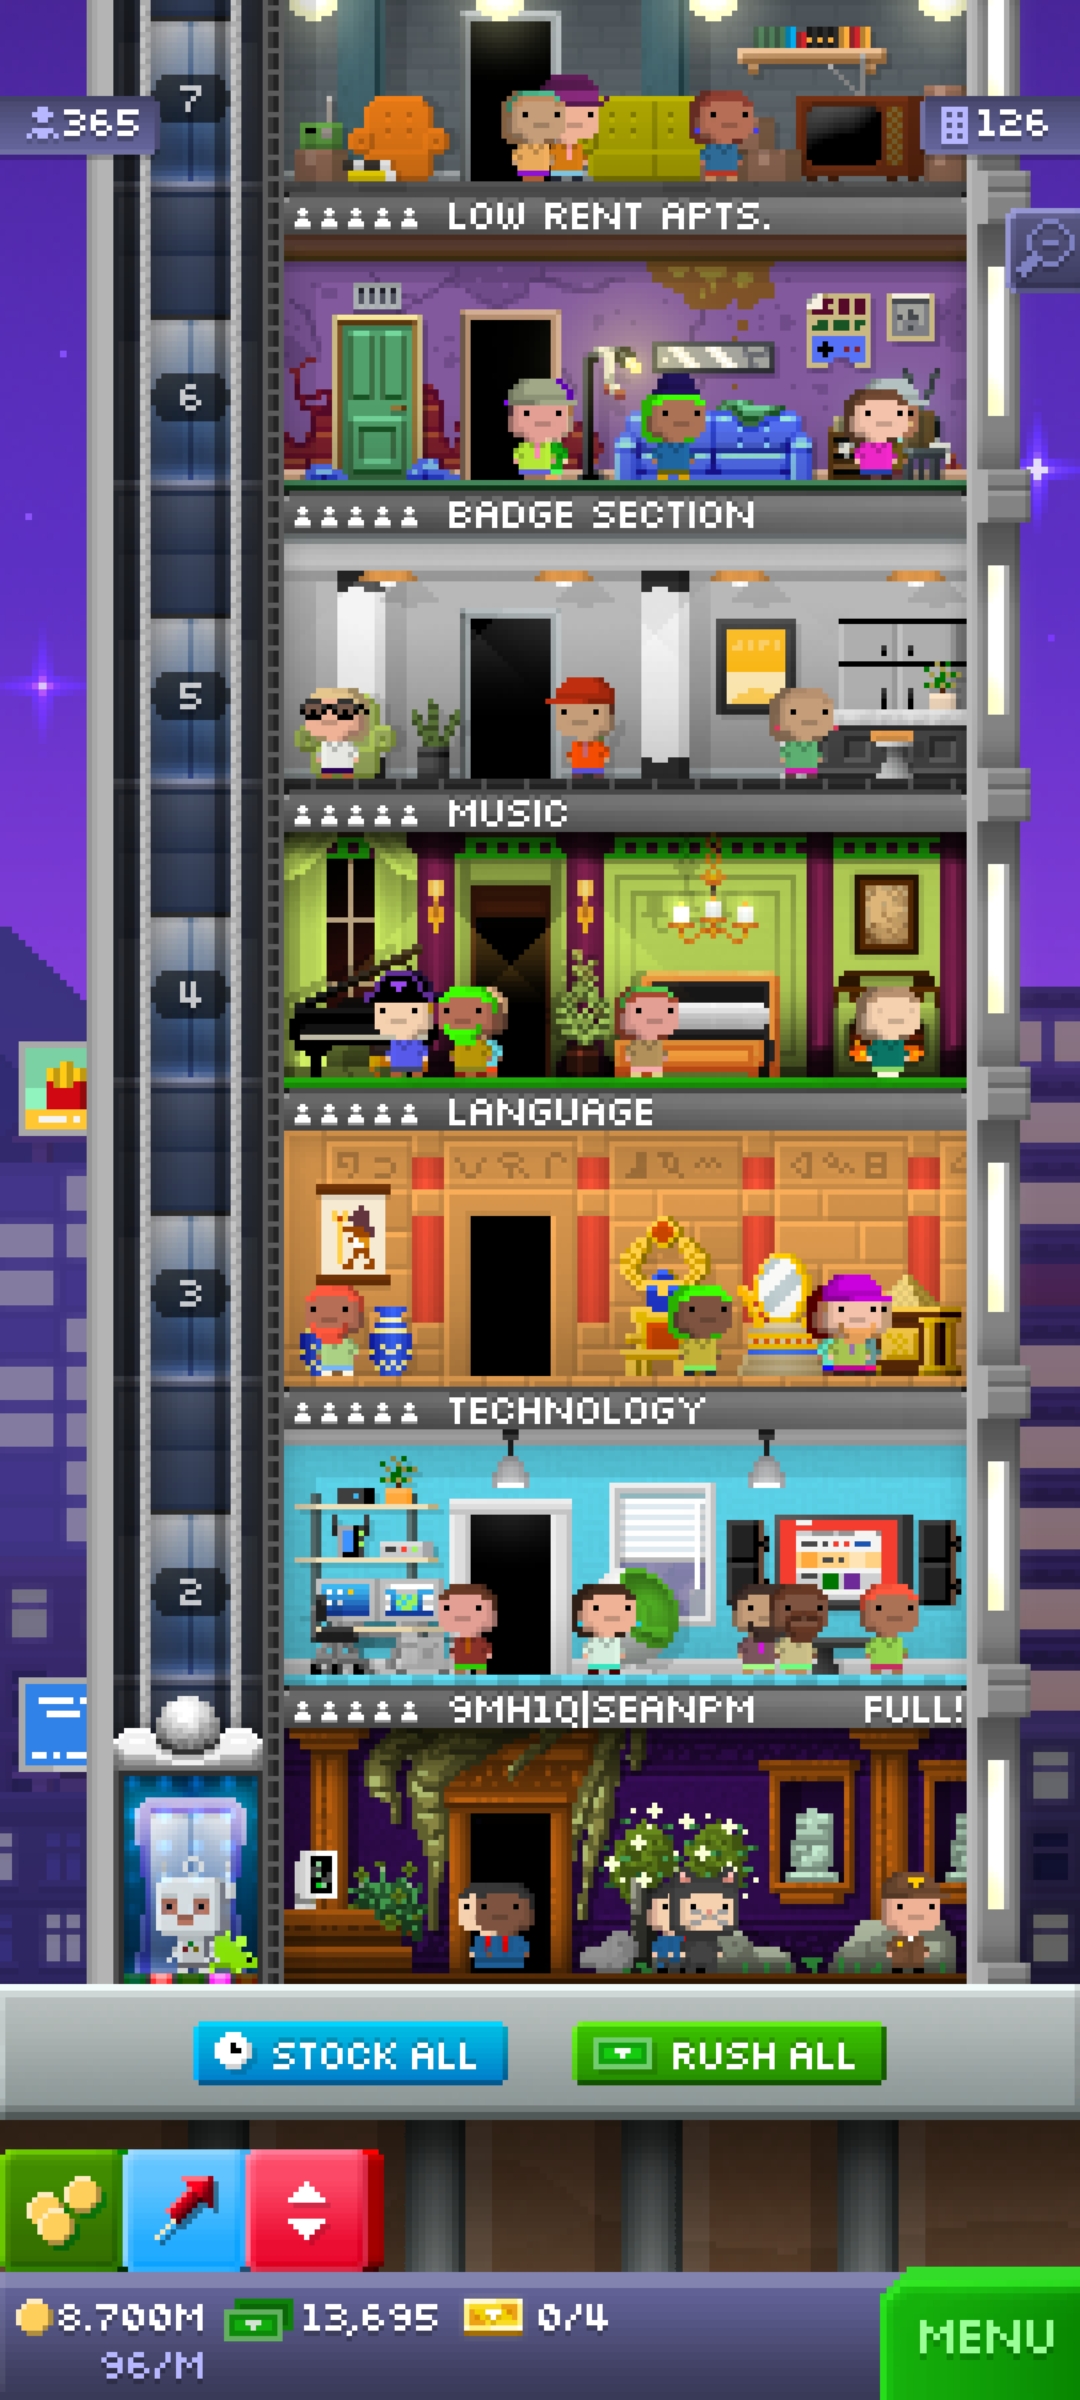 7
365
126
LOW RENT APTS.
6
BADGE SECTION
5
MUSIC
4
LANGUAGE
3
TECHNOLOGY
2
9MH1Q|SEANPM FULL!
STOCK ALL RUSH ALL
8.700M 13,695 0/4
MENU
96/M